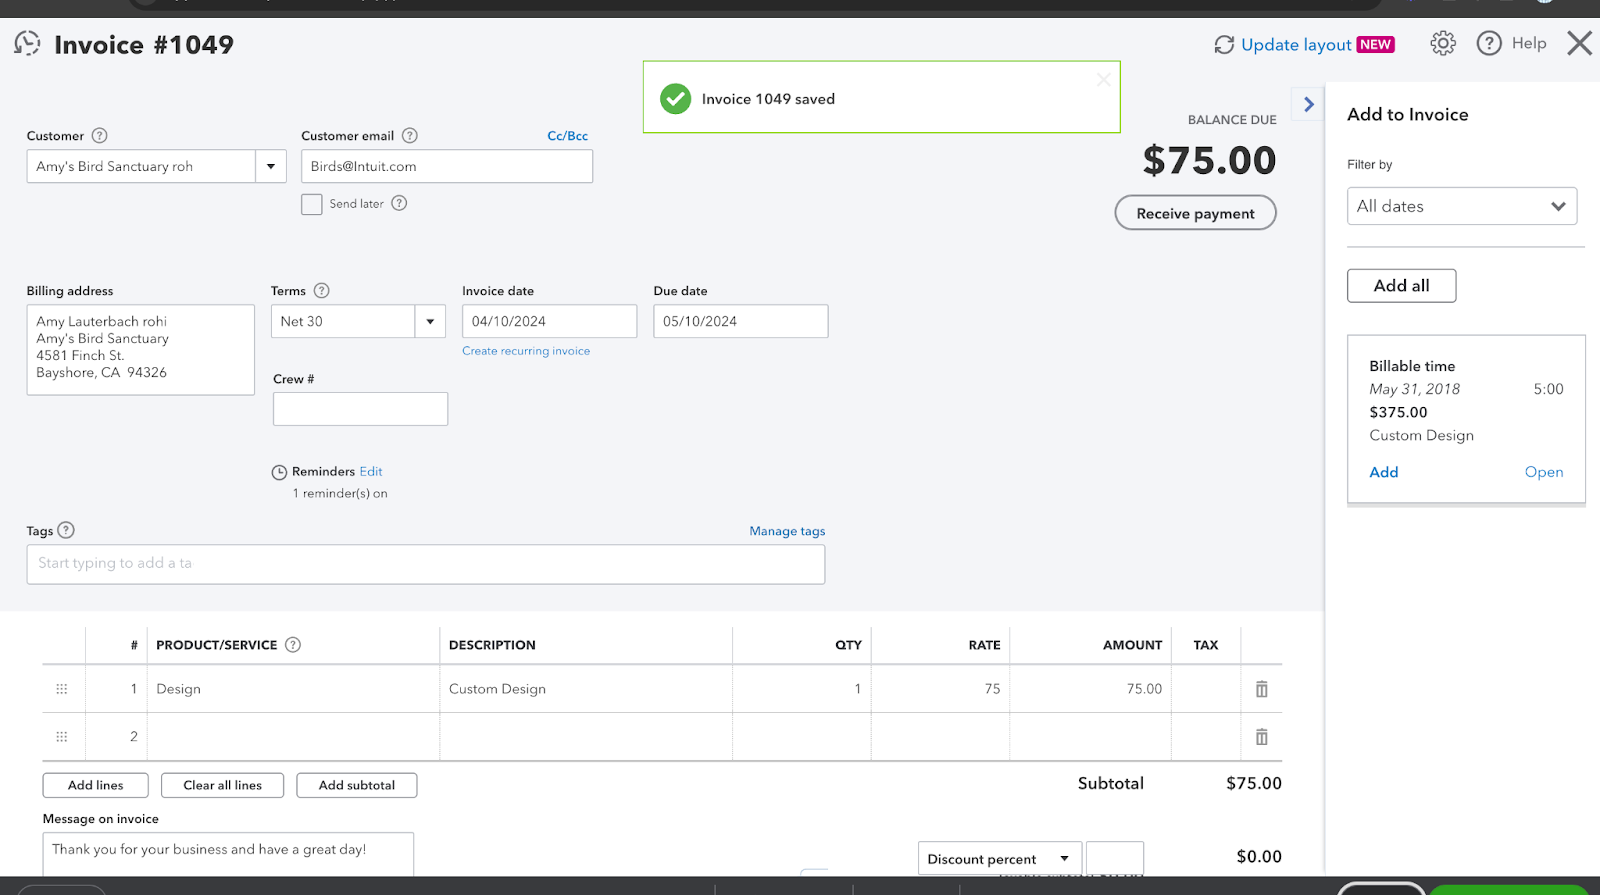 Invoice #1049
Update layout NEW
Help
Invoice 1049 saved
Customer
Customer email
Cc/Bcc
Amy's Bird Sanctuary roh
Birds@Intuit.com
Send later
BALANCE DUE
$75.00
Receive payment
Billing address
Amy Lauterbach rohi
Amy's Bird Sanctuary
4581 Finch St.
Bayshore, CA 94326
Terms
Net 30
Invoice date
04/10/2024
Create recurring invoice
Due date
05/10/2024
Crew #
Reminders Edit
1 reminder(s) on
Tags
Manage tags
Start typing to add a ta
# PRODUCT/SERVICE DESCRIPTION QTY RATE AMOUNT TAX
1 Design Custom Design 1 75 75.00
2
Add lines Clear all lines Add subtotal
Subtotal $75.00
Message on invoice
Thank you for your business and have a great day!
Discount percent $0.00
Add to Invoice
Filter by
All dates
Add all
Billable time
May 31, 2018 5:00
$375.00
Custom Design
Add Open